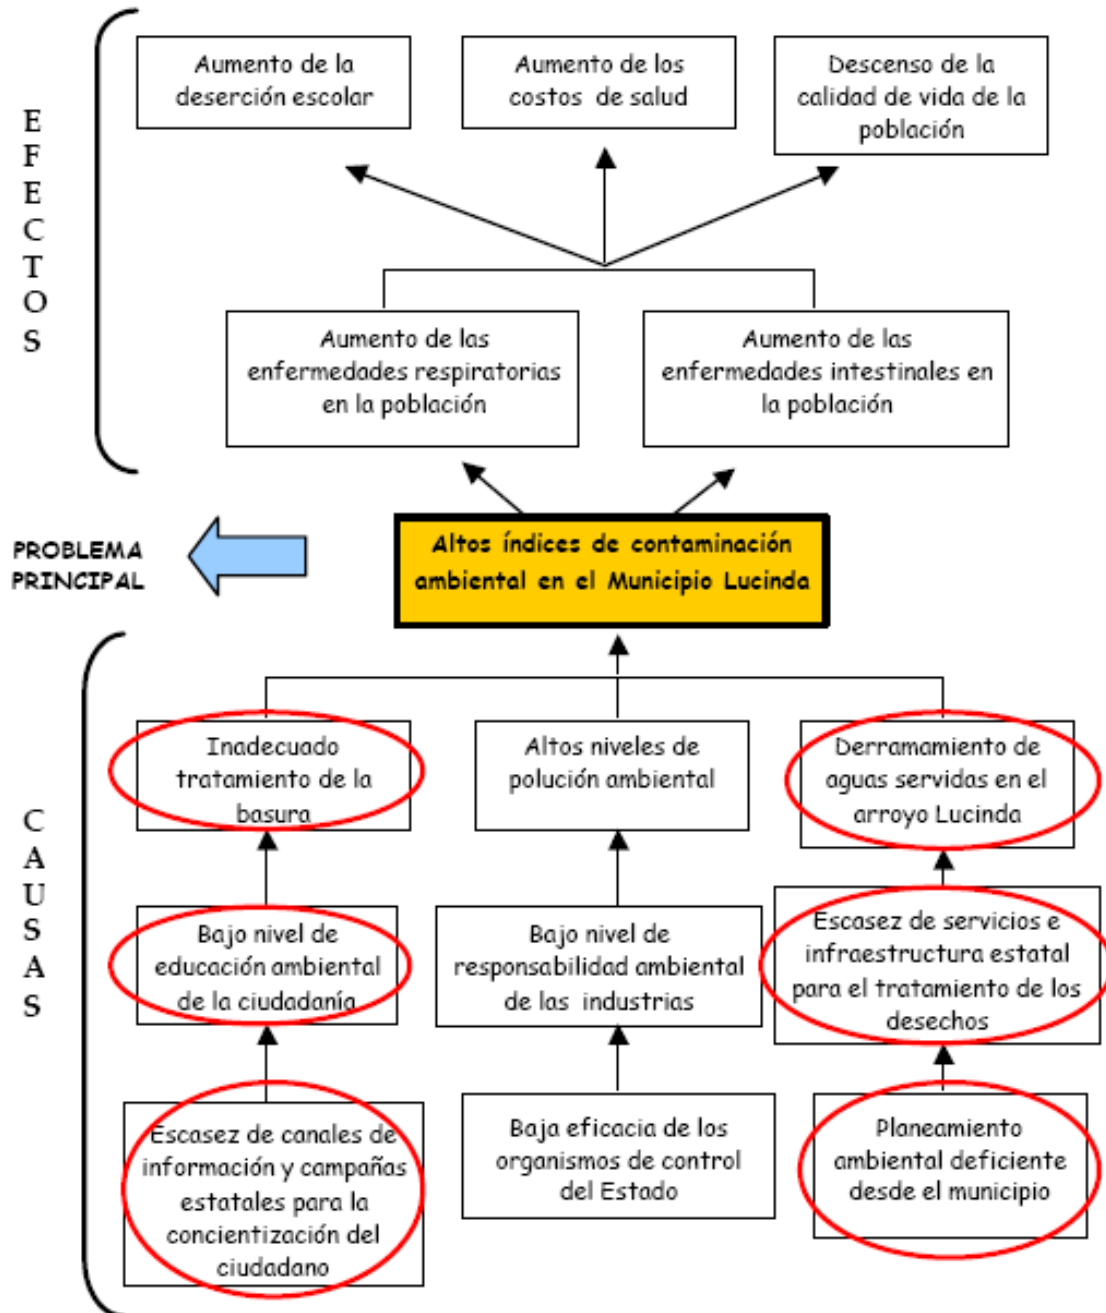 EFECTOS
Aumento de la
deserción escolar
Aumento de los
costos de salud
Descenso de la
calidad de vida de la
población
Aumento de las
enfermedades respiratorias
en la población
Aumento de las
enfermedades intestinales en
la población
PROBLEMA
PRINCIPAL
Altos índices de contaminación
ambiental en el Municipio Lucinda
CAUSAS
Inadecuado
tratamiento de la
basura
Altos niveles de
polución ambiental
Derramamiento de
aguas servidas en el
arroyo Lucinda
Bajo nivel de
educación ambiental
de la ciudadanía
Bajo nivel de
responsabilidad ambiental
de las industrias
Escasez de servicios e
infraestructura estatal
para el tratamiento de los
desechos
Escasez de canales de
información y campañas
estatales para la
concientización del
ciudadano
Baja eficacia de los
organismos de control
del Estado
Planeamiento
ambiental deficiente
desde el municipio